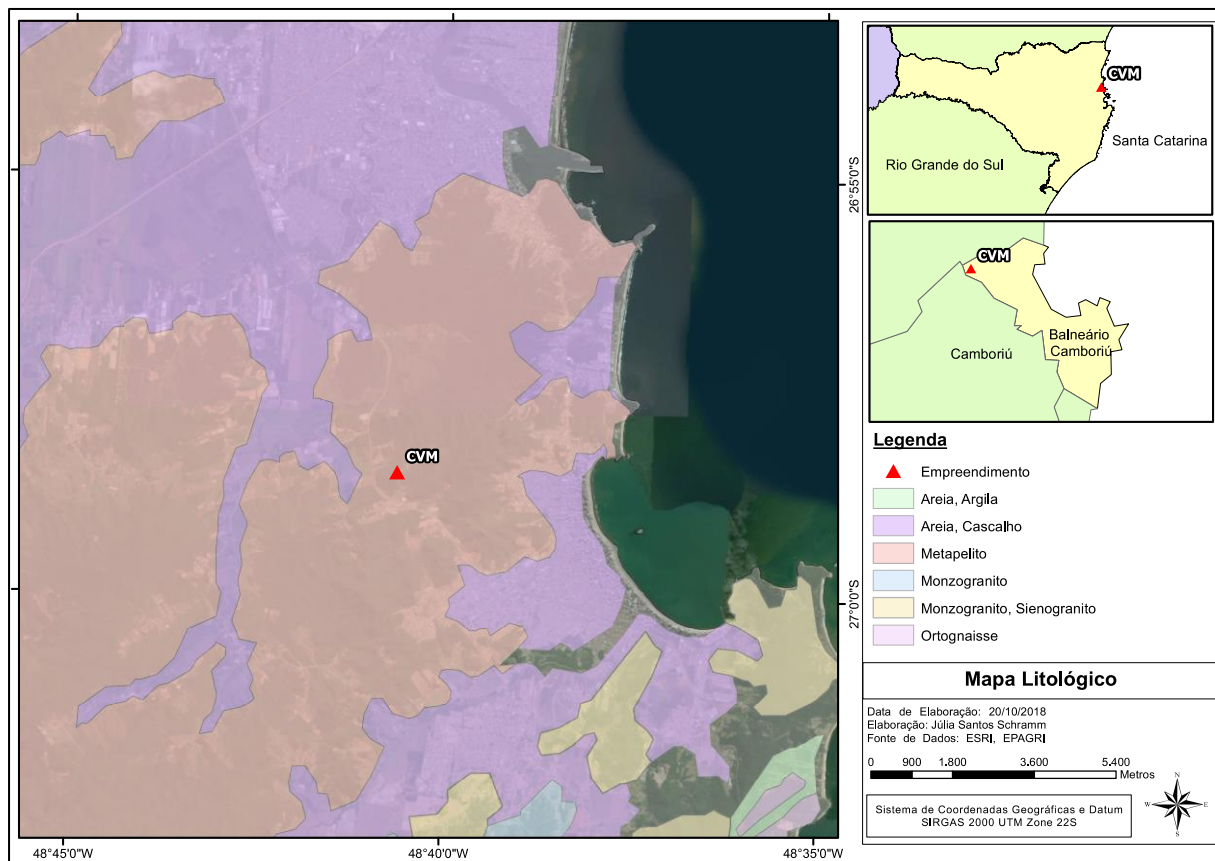 CVM
48°45'0"W
48°40'0"W
48°35'0"W
26°55'0"S
27°0'0"S
CVM
Santa Catarina
Rio Grande do Sul
CVM
Balneário
Camboriú
Camboriú
Legenda
Empreendimento
Areia, Argila
Areia, Cascalho
Metapelito
Monzogranito
Monzogranito, Sienogranito
Ortognaisse
Mapa Litológico
Data de Elaboração: 20/10/2018
Elaboração: Júlia Santos Schramm
Fonte de Dados: ESRI, EPAGRI
0 900 1.800 3.600 5.400
Metros
N
W E
S
Sistema de Coordenadas Geográficas e Datum
SIRGAS 2000 UTM Zone 22S